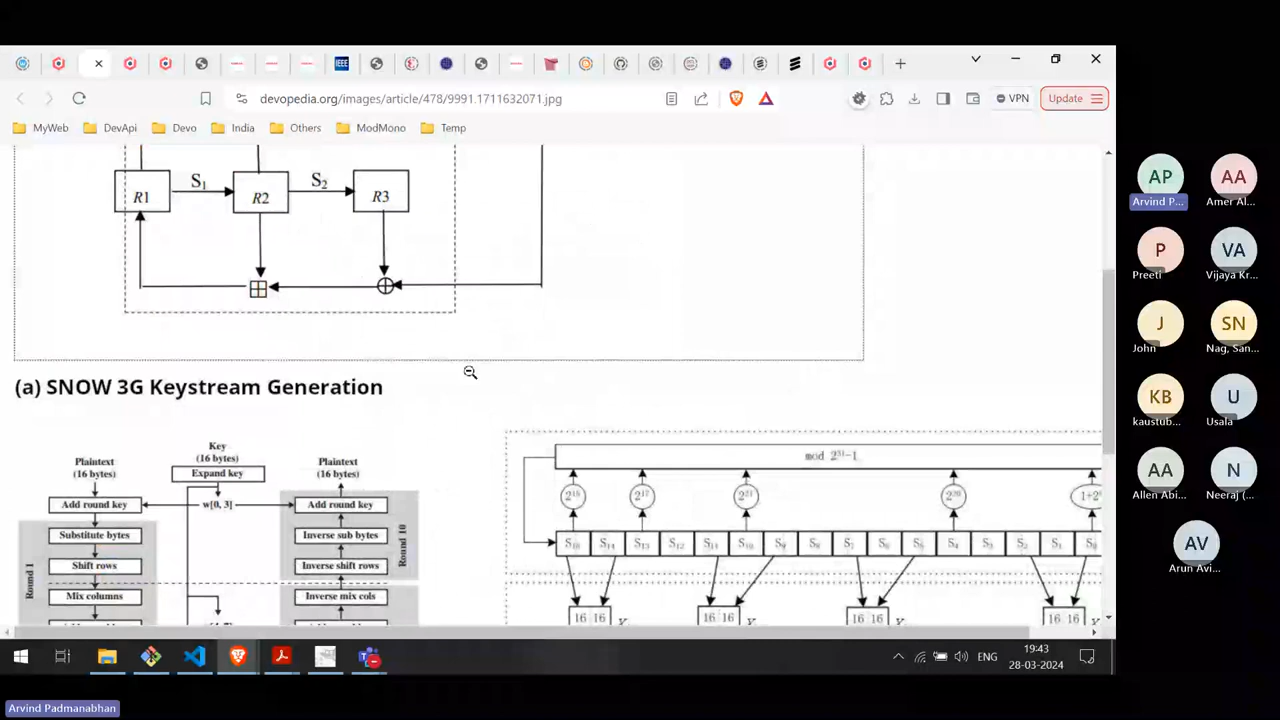 IEEE
devopedia.org/images/article/478/9991.1711632071.jpg
VPN
Update
MyWeb
DevApi
Devo
India
Others
ModMono
Temp
R1
S1
R2
S2
R3
(a) SNOW 3G Keystream Generation
Plaintext
(16 bytes)
Key
(16 bytes)
Expand key
Plaintext
(16 bytes)
Add round key
w[0, 3]
Add round key
Substitute bytes
Inverse sub bytes
Shift rows
Inverse shift rows
Mix columns
Inverse mix cols
Round 1
Round 10
mod 2³¹-1
2¹⁵
2¹⁷
2²¹
2²⁰
S15
S14
S13
S12
S11
S10
S9
S8
S7
S6
S5
S4
S3
S2
S1
S0
16 16
16 16
16 16
16 16
ENG
19:43
28-03-2024
AP
Arvind P...
AA
Amer Al...
P
Preeti
VA
Vijaya Kr...
J
John
SN
Nag, San...
KB
kaustub...
U
Usala
AA
Allen Abi...
N
Neeraj (...
AV
Arun Avi...
Arvind Padmanabhan